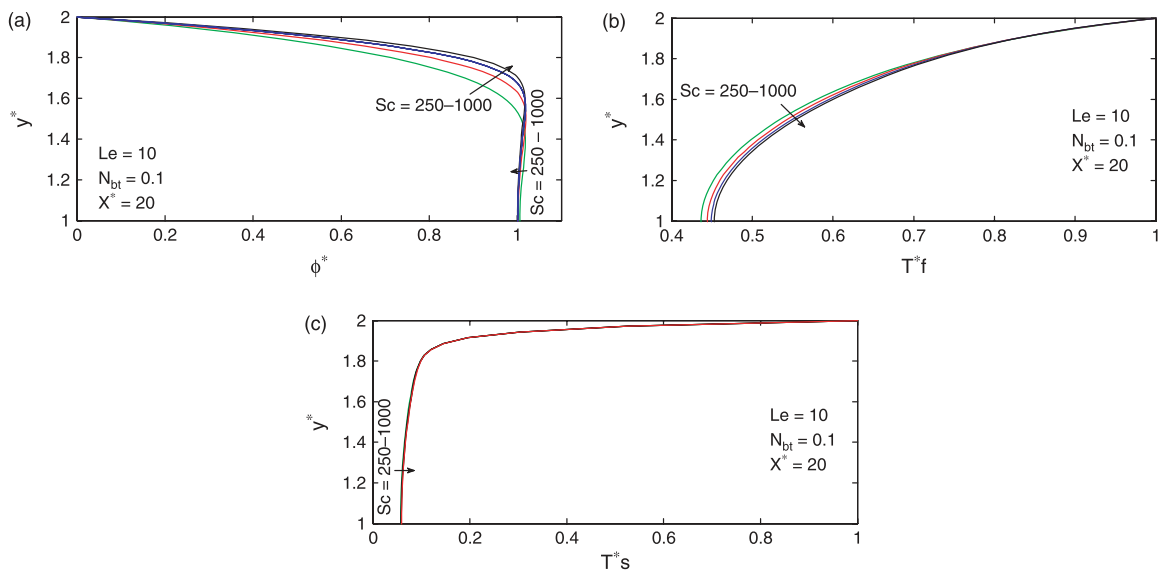 (a)
2
1.8
1.6
1.4
1.2
1
y*
Sc = 250–1000
Sc = 250 – 1000
Le = 10
N_bt = 0.1
X* = 20
0
0.2
0.4
0.6
0.8
1
ϕ*
(b)
2
1.8
1.6
1.4
1.2
1
y*
Sc = 250–1000
Le = 10
N_bt = 0.1
X* = 20
0.4
0.5
0.6
0.7
0.8
0.9
1
T*f
(c)
2
1.8
1.6
1.4
1.2
1
y*
Sc = 250–1000
Le = 10
N_bt = 0.1
X* = 20
0
0.2
0.4
0.6
0.8
1
T*s